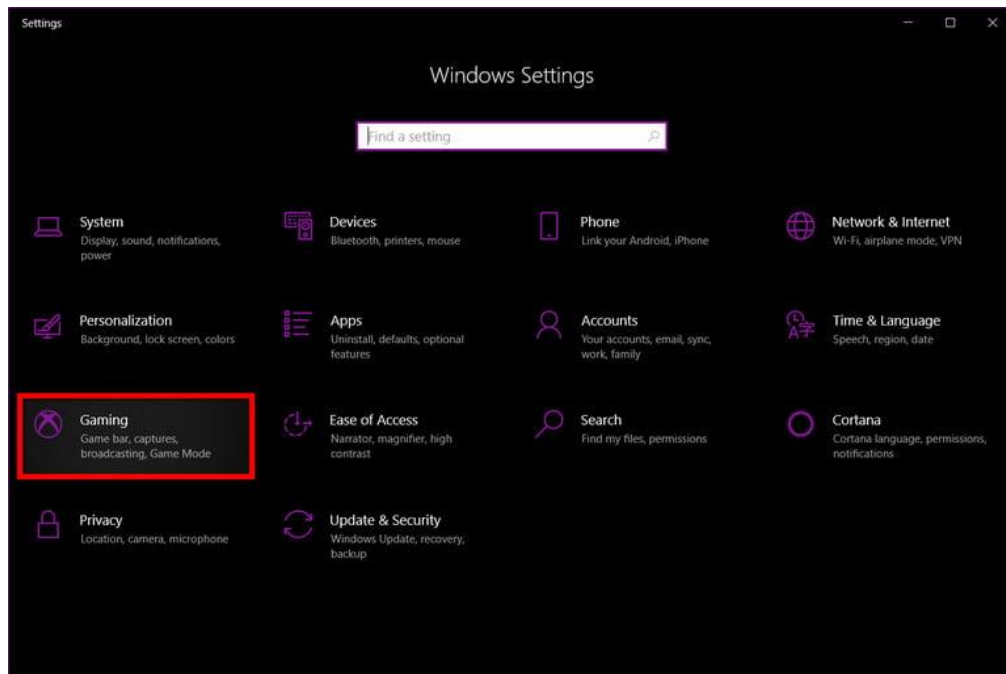 Settings
Windows Settings
Find a setting
System
Display, sound, notifications,
power
Devices
Bluetooth, printers, mouse
Phone
Link your Android, iPhone
Network & Internet
Wi-Fi, airplane mode, VPN
Personalization
Background, lock screen, colors
Apps
Uninstall, defaults, optional
features
Accounts
Your accounts, email, sync,
work, family
Time & Language
Speech, region, date
Gaming
Game bar, captures,
broadcasting, Game Mode
Ease of Access
Narrator, magnifier, high
contrast
Search
Find my files, permissions
Cortana
Cortana language, permissions,
notifications
Privacy
Location, camera, microphone
Update & Security
Windows Update, recovery,
backup